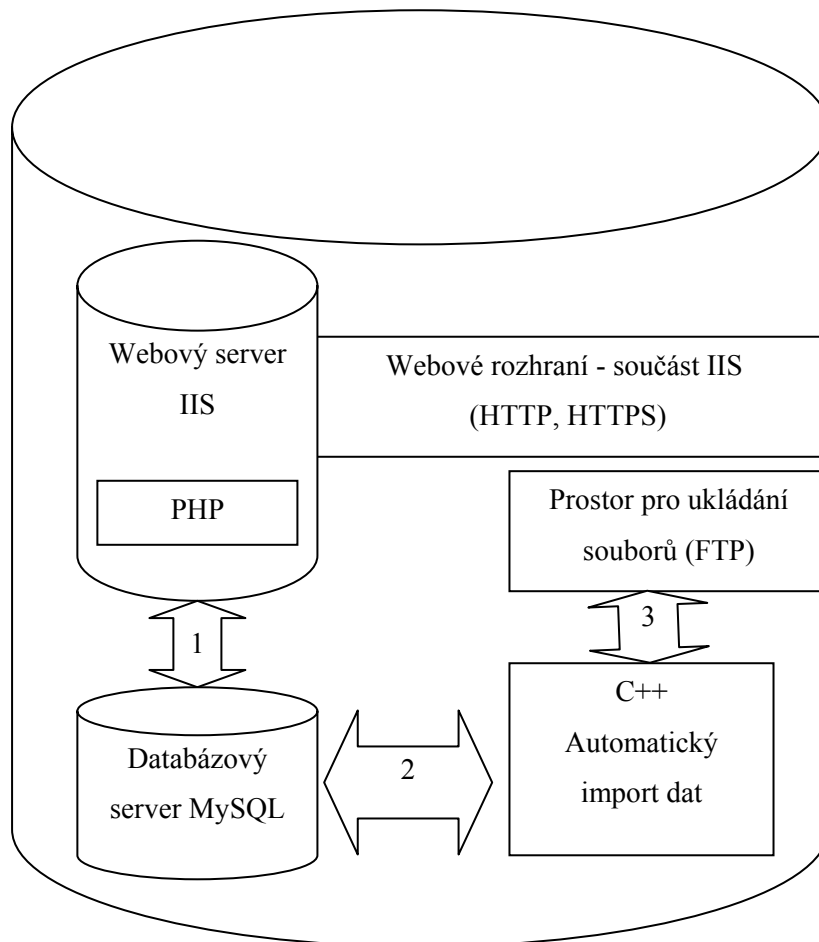 Webový server
IIS
PHP
Webové rozhraní - součást IIS
(HTTP, HTTPS)
Prostor pro ukládání
souborů (FTP)
1
3
Databázový
server MySQL
2
C++
Automatický
import dat